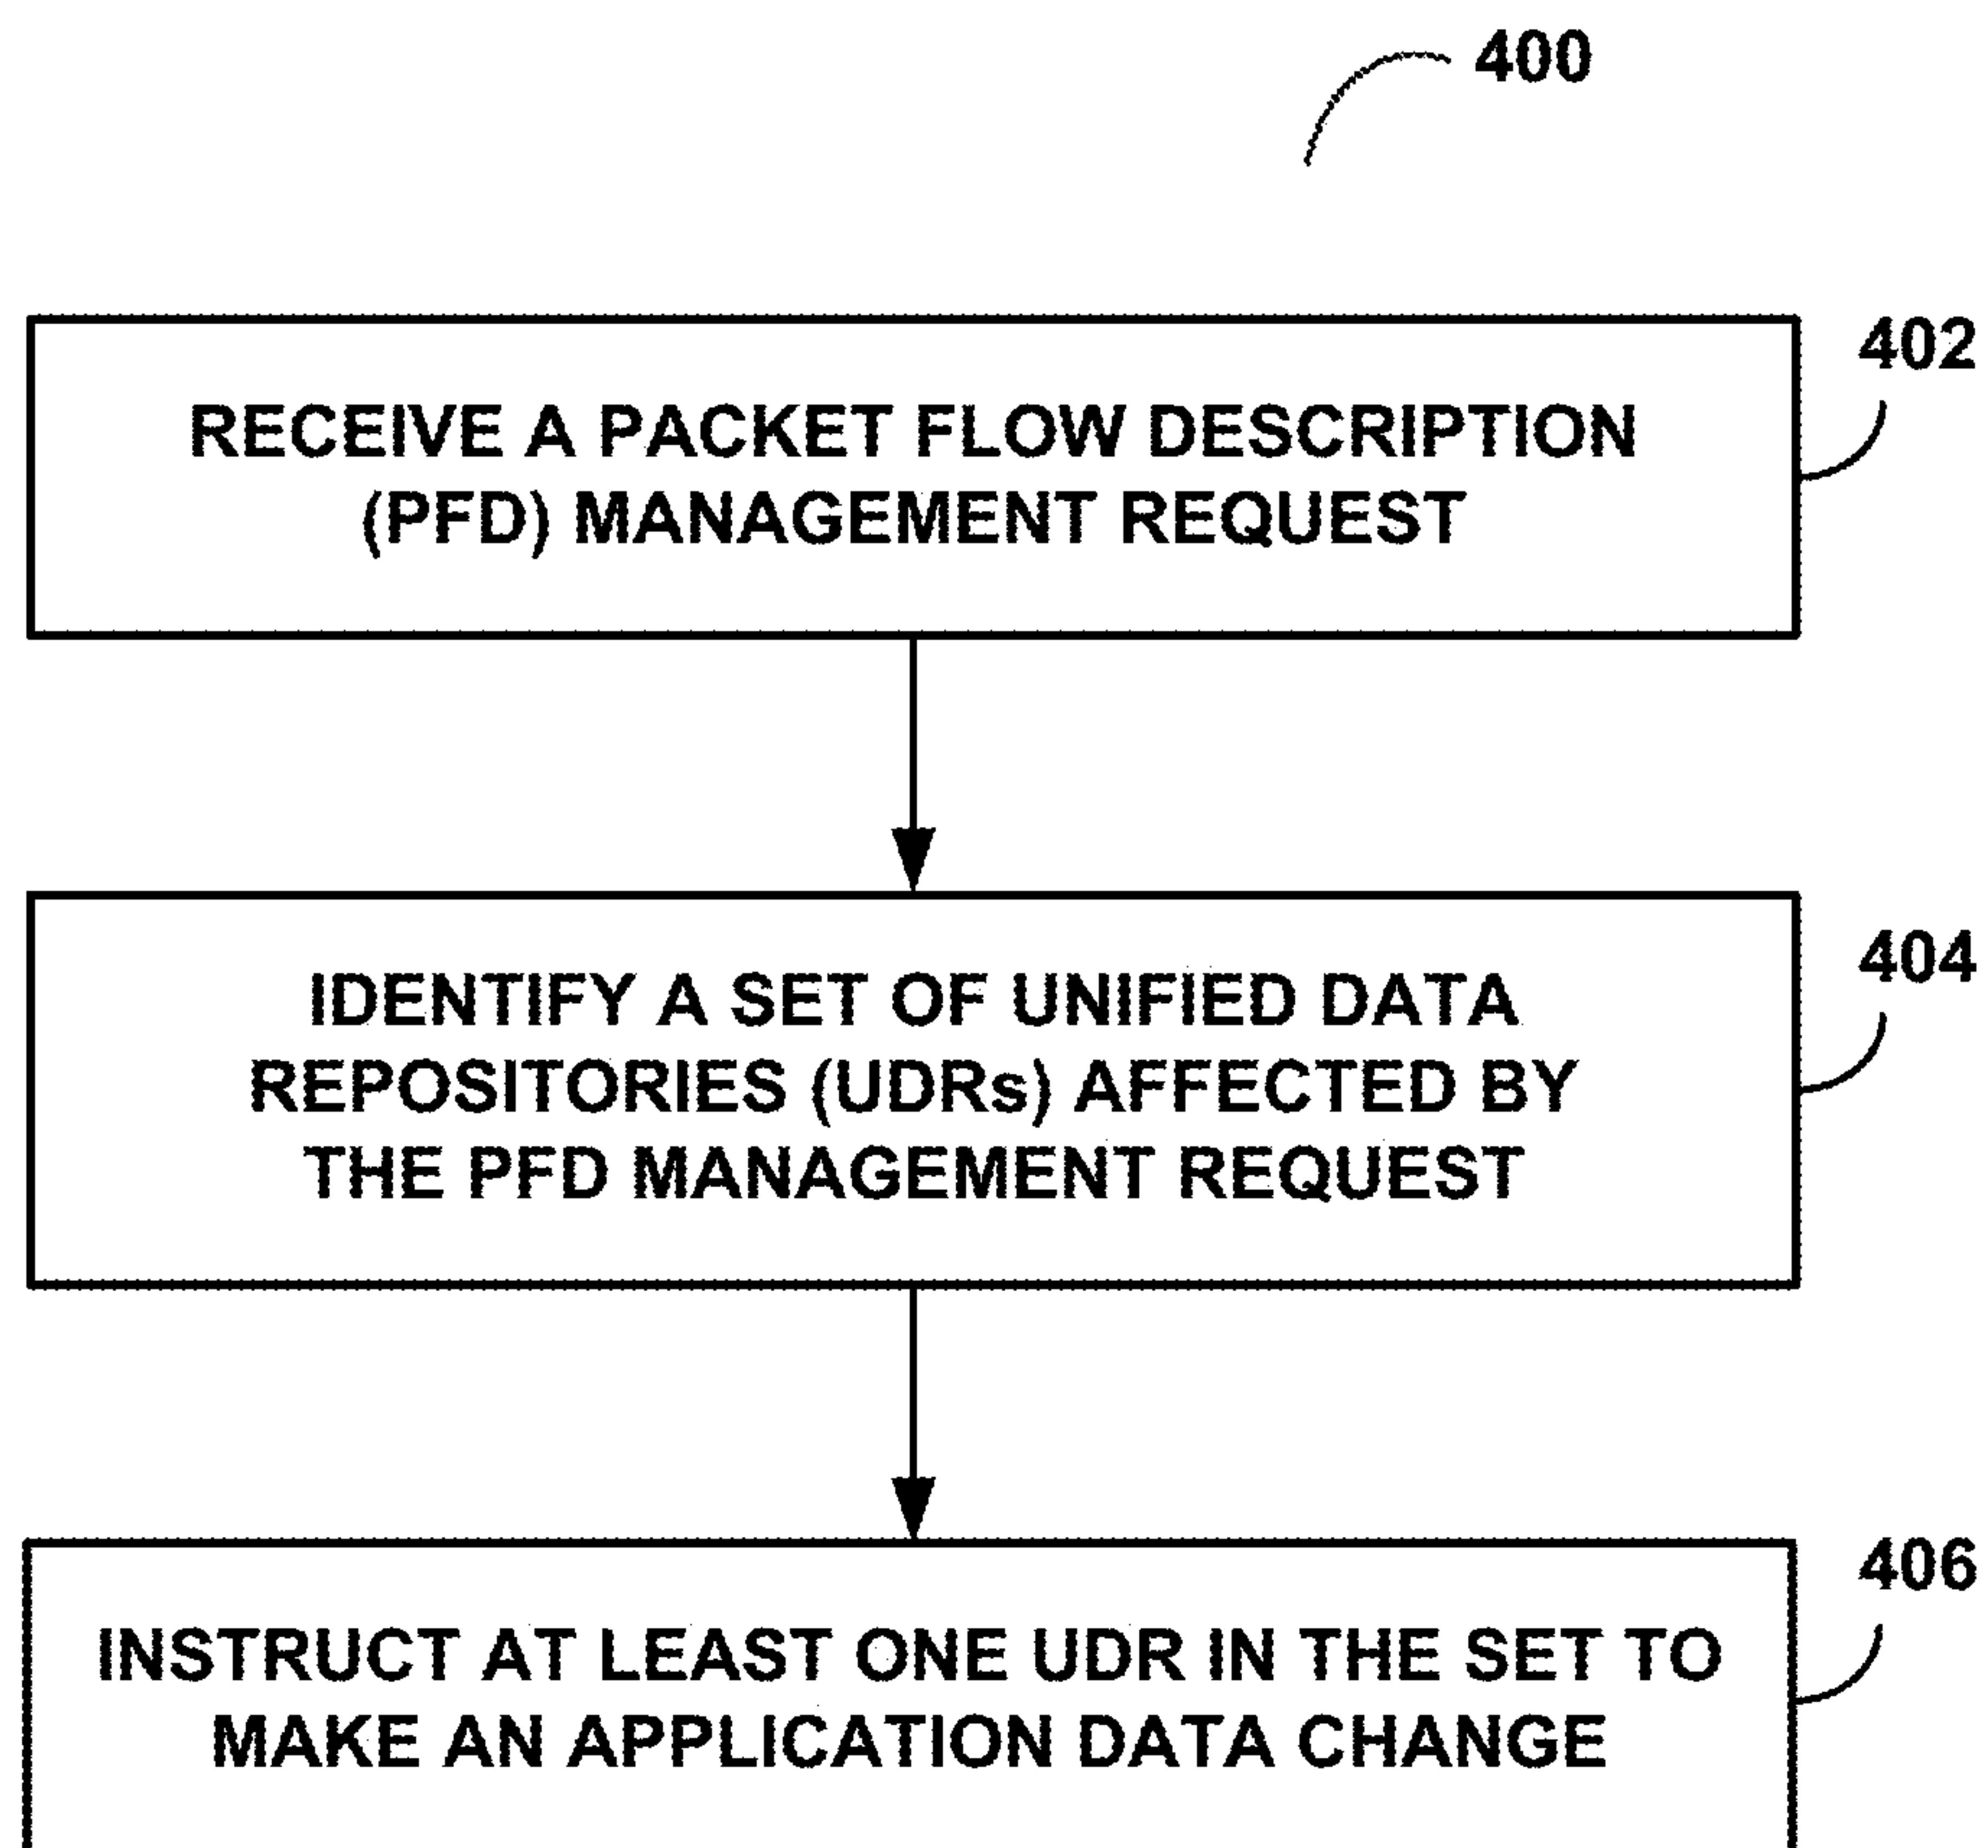 400
402
RECEIVE A PACKET FLOW DESCRIPTION
(PFD) MANAGEMENT REQUEST
404
IDENTIFY A SET OF UNIFIED DATA
REPOSITORIES (UDRs) AFFECTED BY
THE PFD MANAGEMENT REQUEST
406
INSTRUCT AT LEAST ONE UDR IN THE SET TO
MAKE AN APPLICATION DATA CHANGE